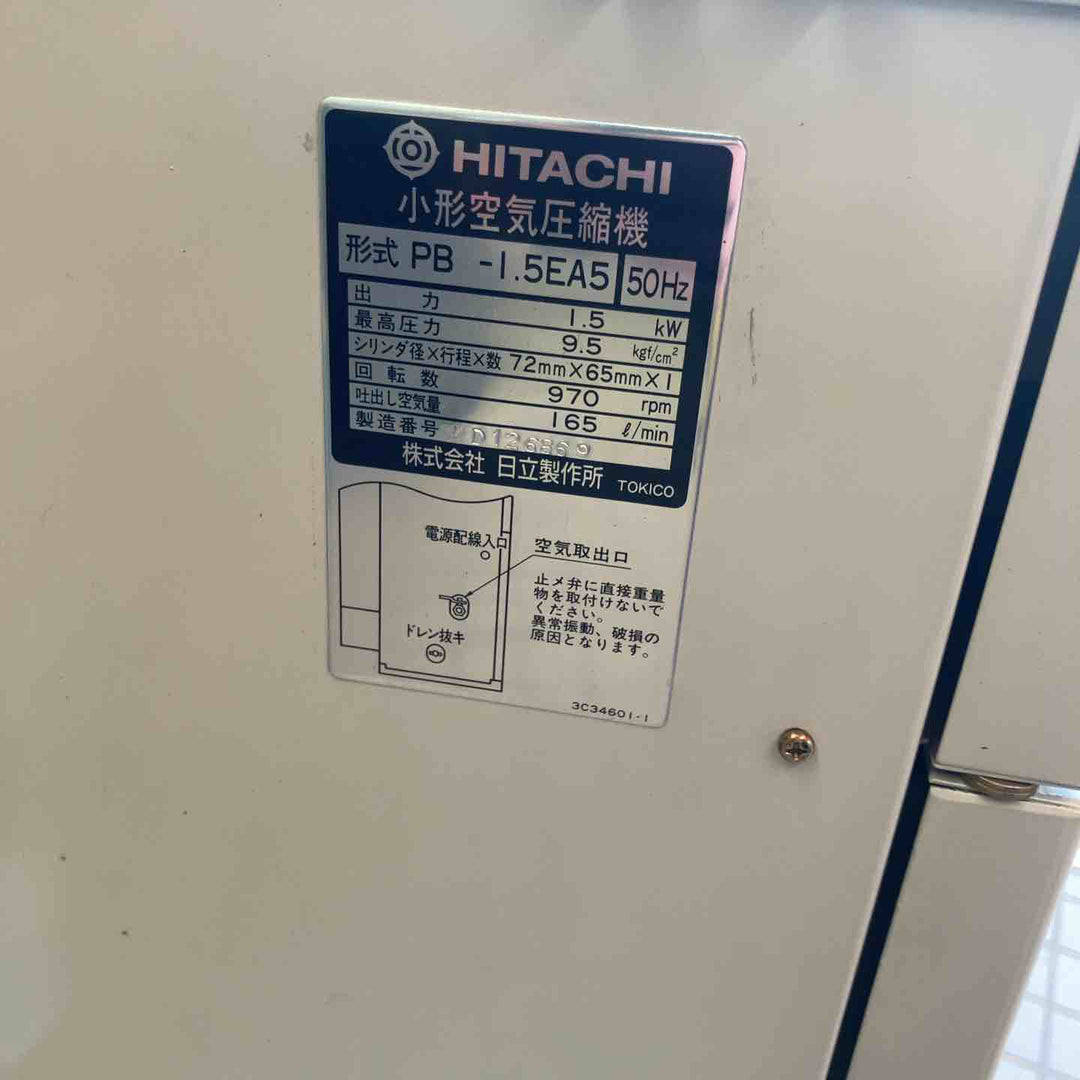 HITACHI
小形空気圧縮機
形式 PB -1.5EA5 50Hz
出力 1.5 kW
最高圧力 9.5 kgf/cm²
シリンダ径×行程×数 72mm×65mm×1
回転数 970 rpm
吐出し空気量 165 ℓ/min
製造番号
株式会社 日立製作所 TOKICO
電源配線入口
空気取出口
止メ弁に直接重量
物を取付けないで
ください。
異常振動、破損の
原因となります。
ドレン抜キ
3C34601-1